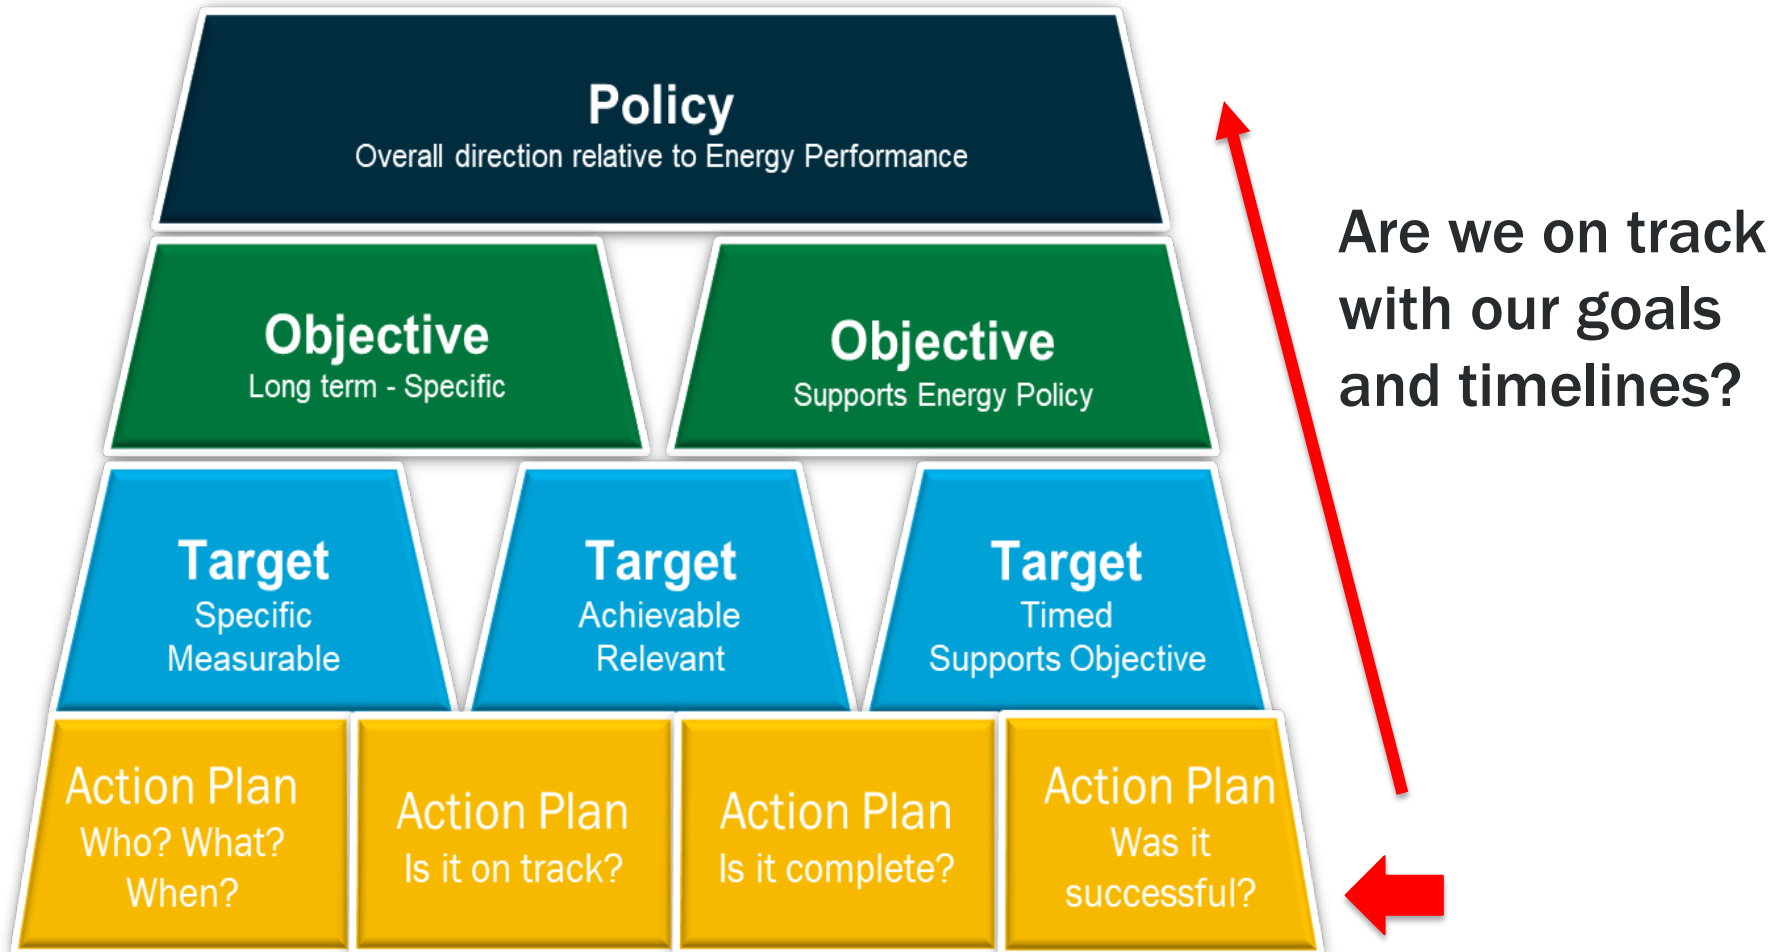 Policy
Overall direction relative to Energy Performance
Are we on track
with our goals
and timelines?
Objective
Long term - Specific
Objective
Supports Energy Policy
Target
Specific
Measurable
Target
Achievable
Relevant
Target
Timed
Supports Objective
Action Plan
Who? What?
When?
Action Plan
Is it on track?
Action Plan
Is it complete?
Action Plan
Was it
successful?